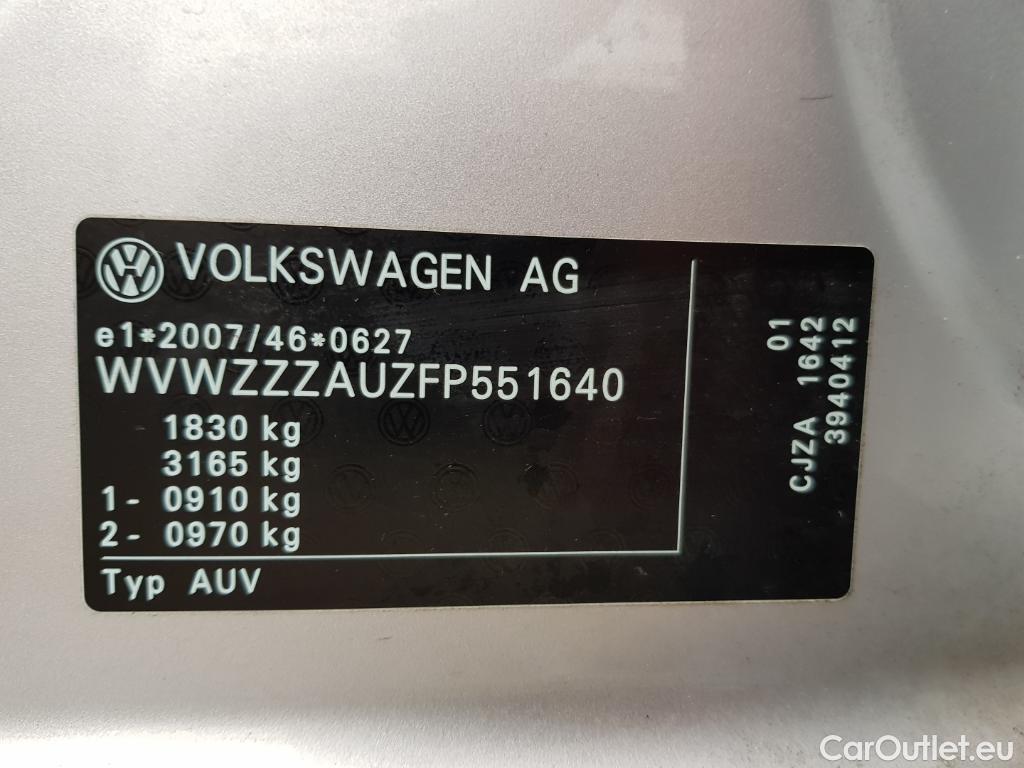 VOLKSWAGEN AG
e1*2007/46*0627
WVWZZZAUZFP551640
1830 kg
3165 kg
1- 0910 kg
2- 0970 kg
Typ AUV
01
CJZA 1642
3940412
CarOutlet.eu